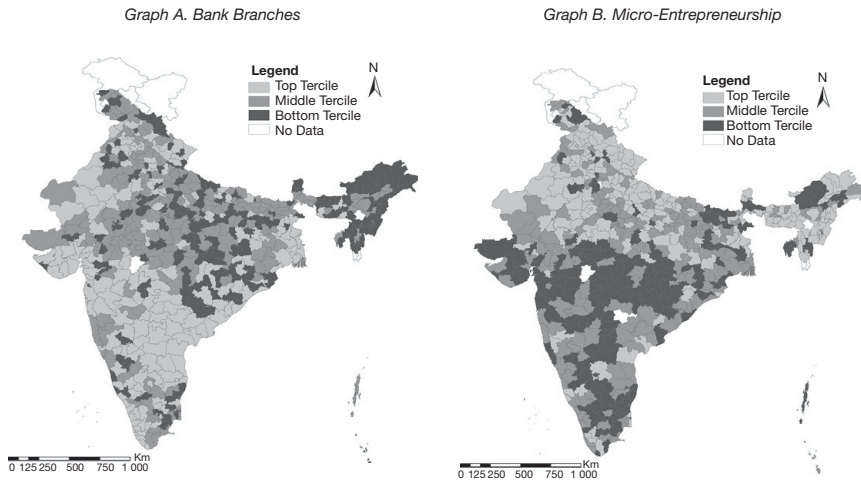 Graph A. Bank Branches
N
Legend
Top Tercile
Middle Tercile
Bottom Tercile
No Data
Km
0 125 250 500 750 1 000
Graph B. Micro-Entrepreneurship
N
Legend
Top Tercile
Middle Tercile
Bottom Tercile
No Data
Km
0 125 250 500 750 1 000